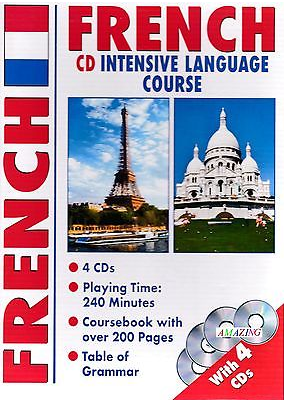 FRENCH
FRENCH
CD INTENSIVE LANGUAGE
COURSE
• 4 CDs
• Playing Time:
240 Minutes
• Coursebook with
over 200 Pages
• Table of
Grammar
AMAZING
With 4
CDs